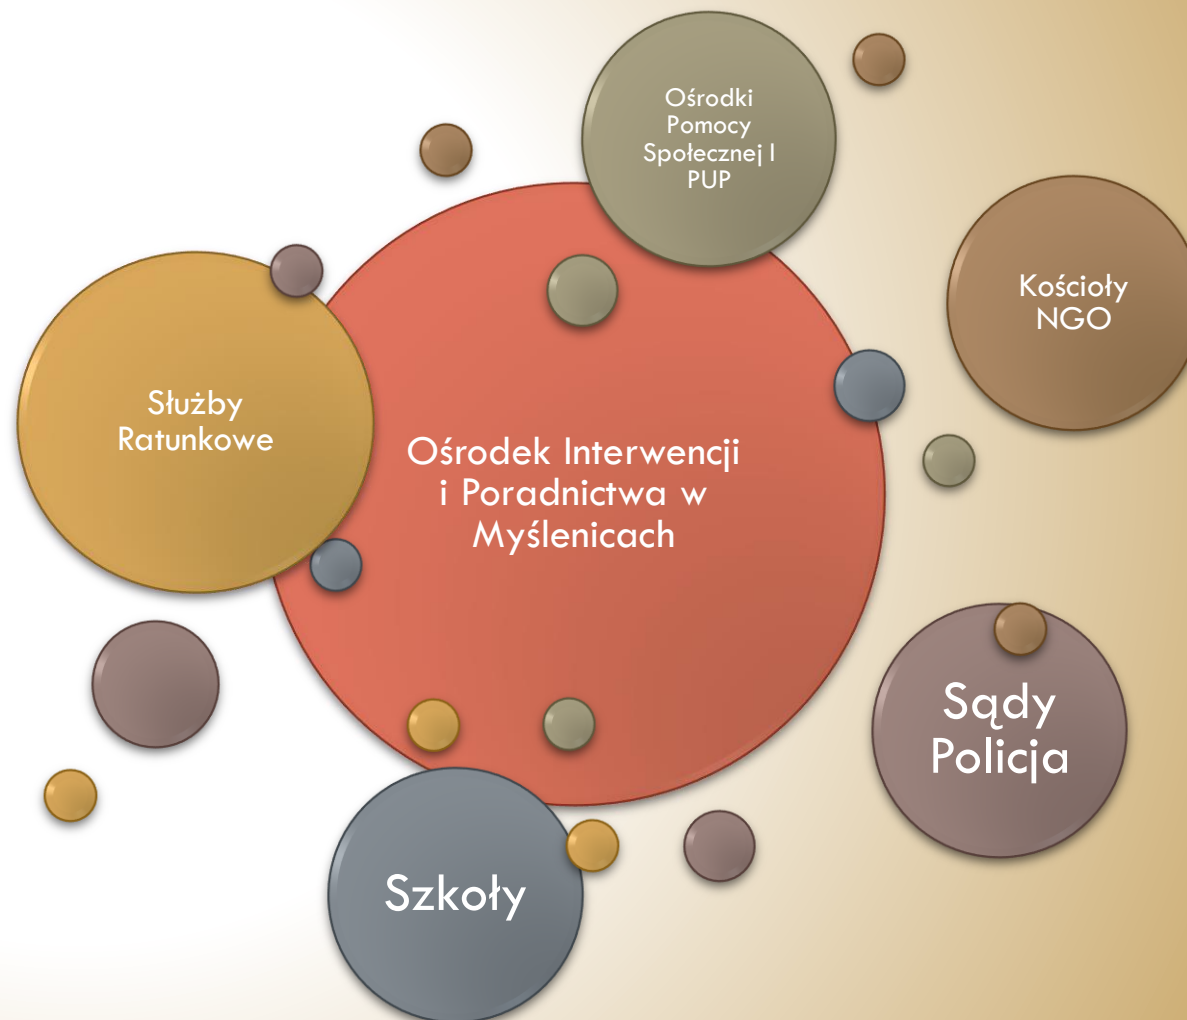 Ośrodki
Pomocy
Społecznej I
PUP
Kościoły
NGO
Służby
Ratunkowe
Ośrodek Interwencji
i Poradnictwa w
Myślenicach
Sądy
Policja
Szkoły